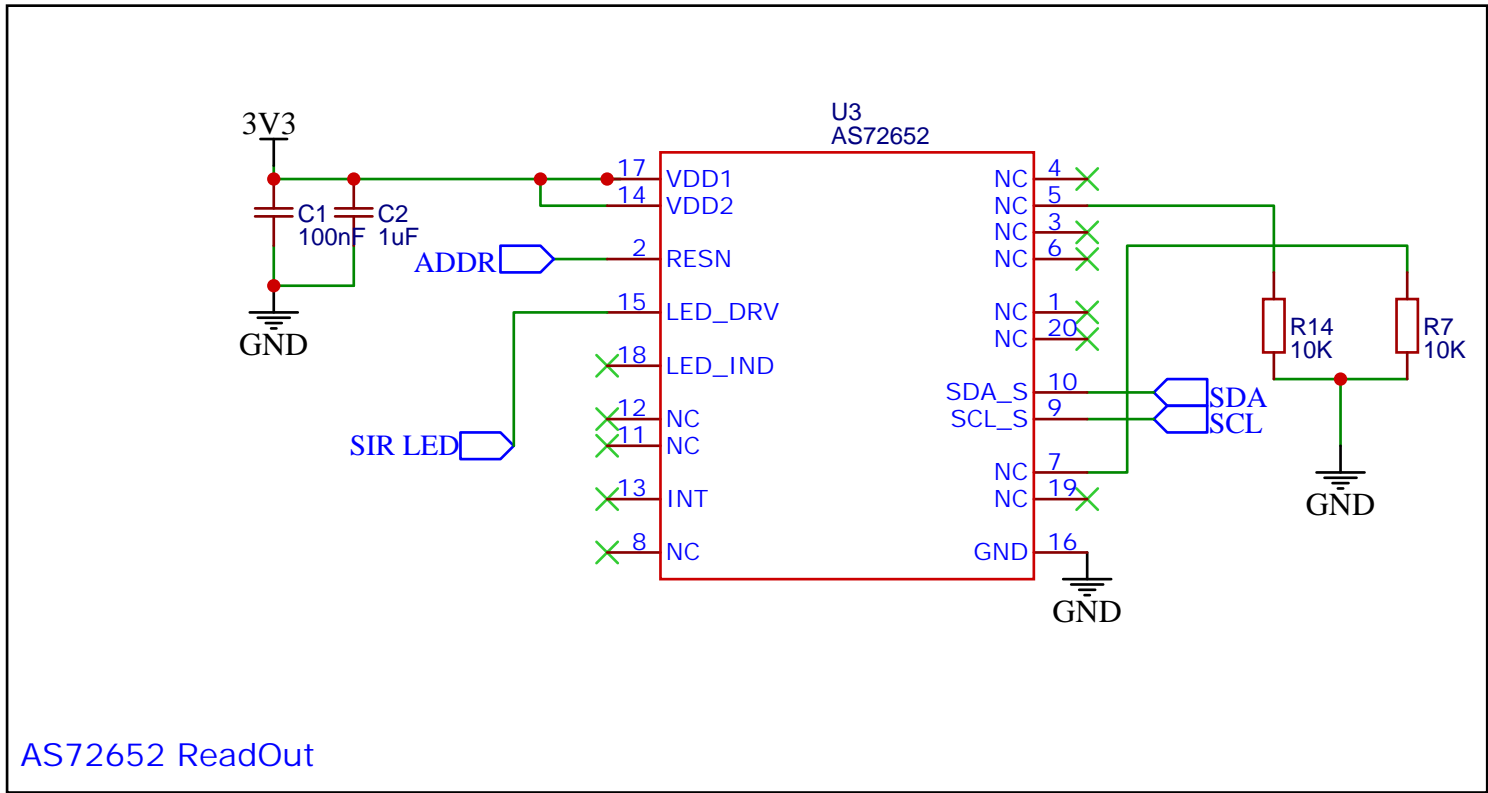 U3
AS72652
3V3
17
VDD1
14
VDD2
C1
100nF
C2
1uF
ADDR
2
RESN
15
LED_DRV
GND
18
LED_IND
12
NC
11
NC
SIR LED
13
INT
8
NC
NC
4
NC
5
NC
3
NC
6
NC
1
NC
20
SDA_S
10
SCL_S
9
NC
7
NC
19
GND
16
SDA
SCL
GND
R14
10K
R7
10K
GND
AS72652 ReadOut